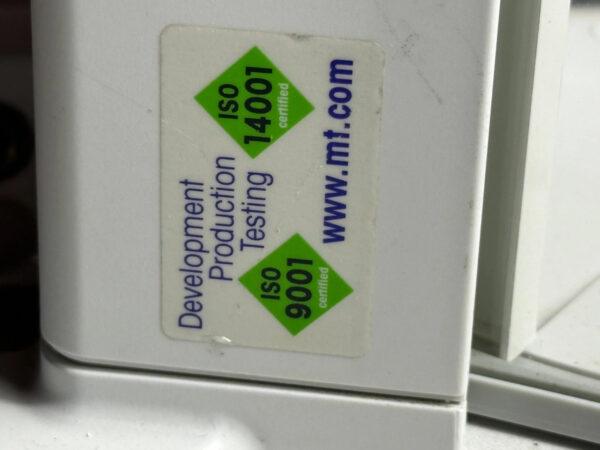 Development
Production
Testing
ISO
9001
certified
ISO
14001
certified
www.mt.com